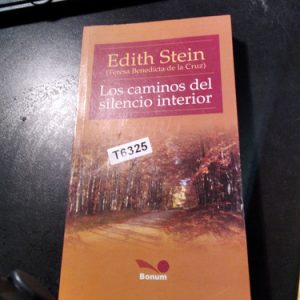 Edith Stein
(Teresa Benedicta de la Cruz)
Los caminos del
silencio interior
T6325
Bonum